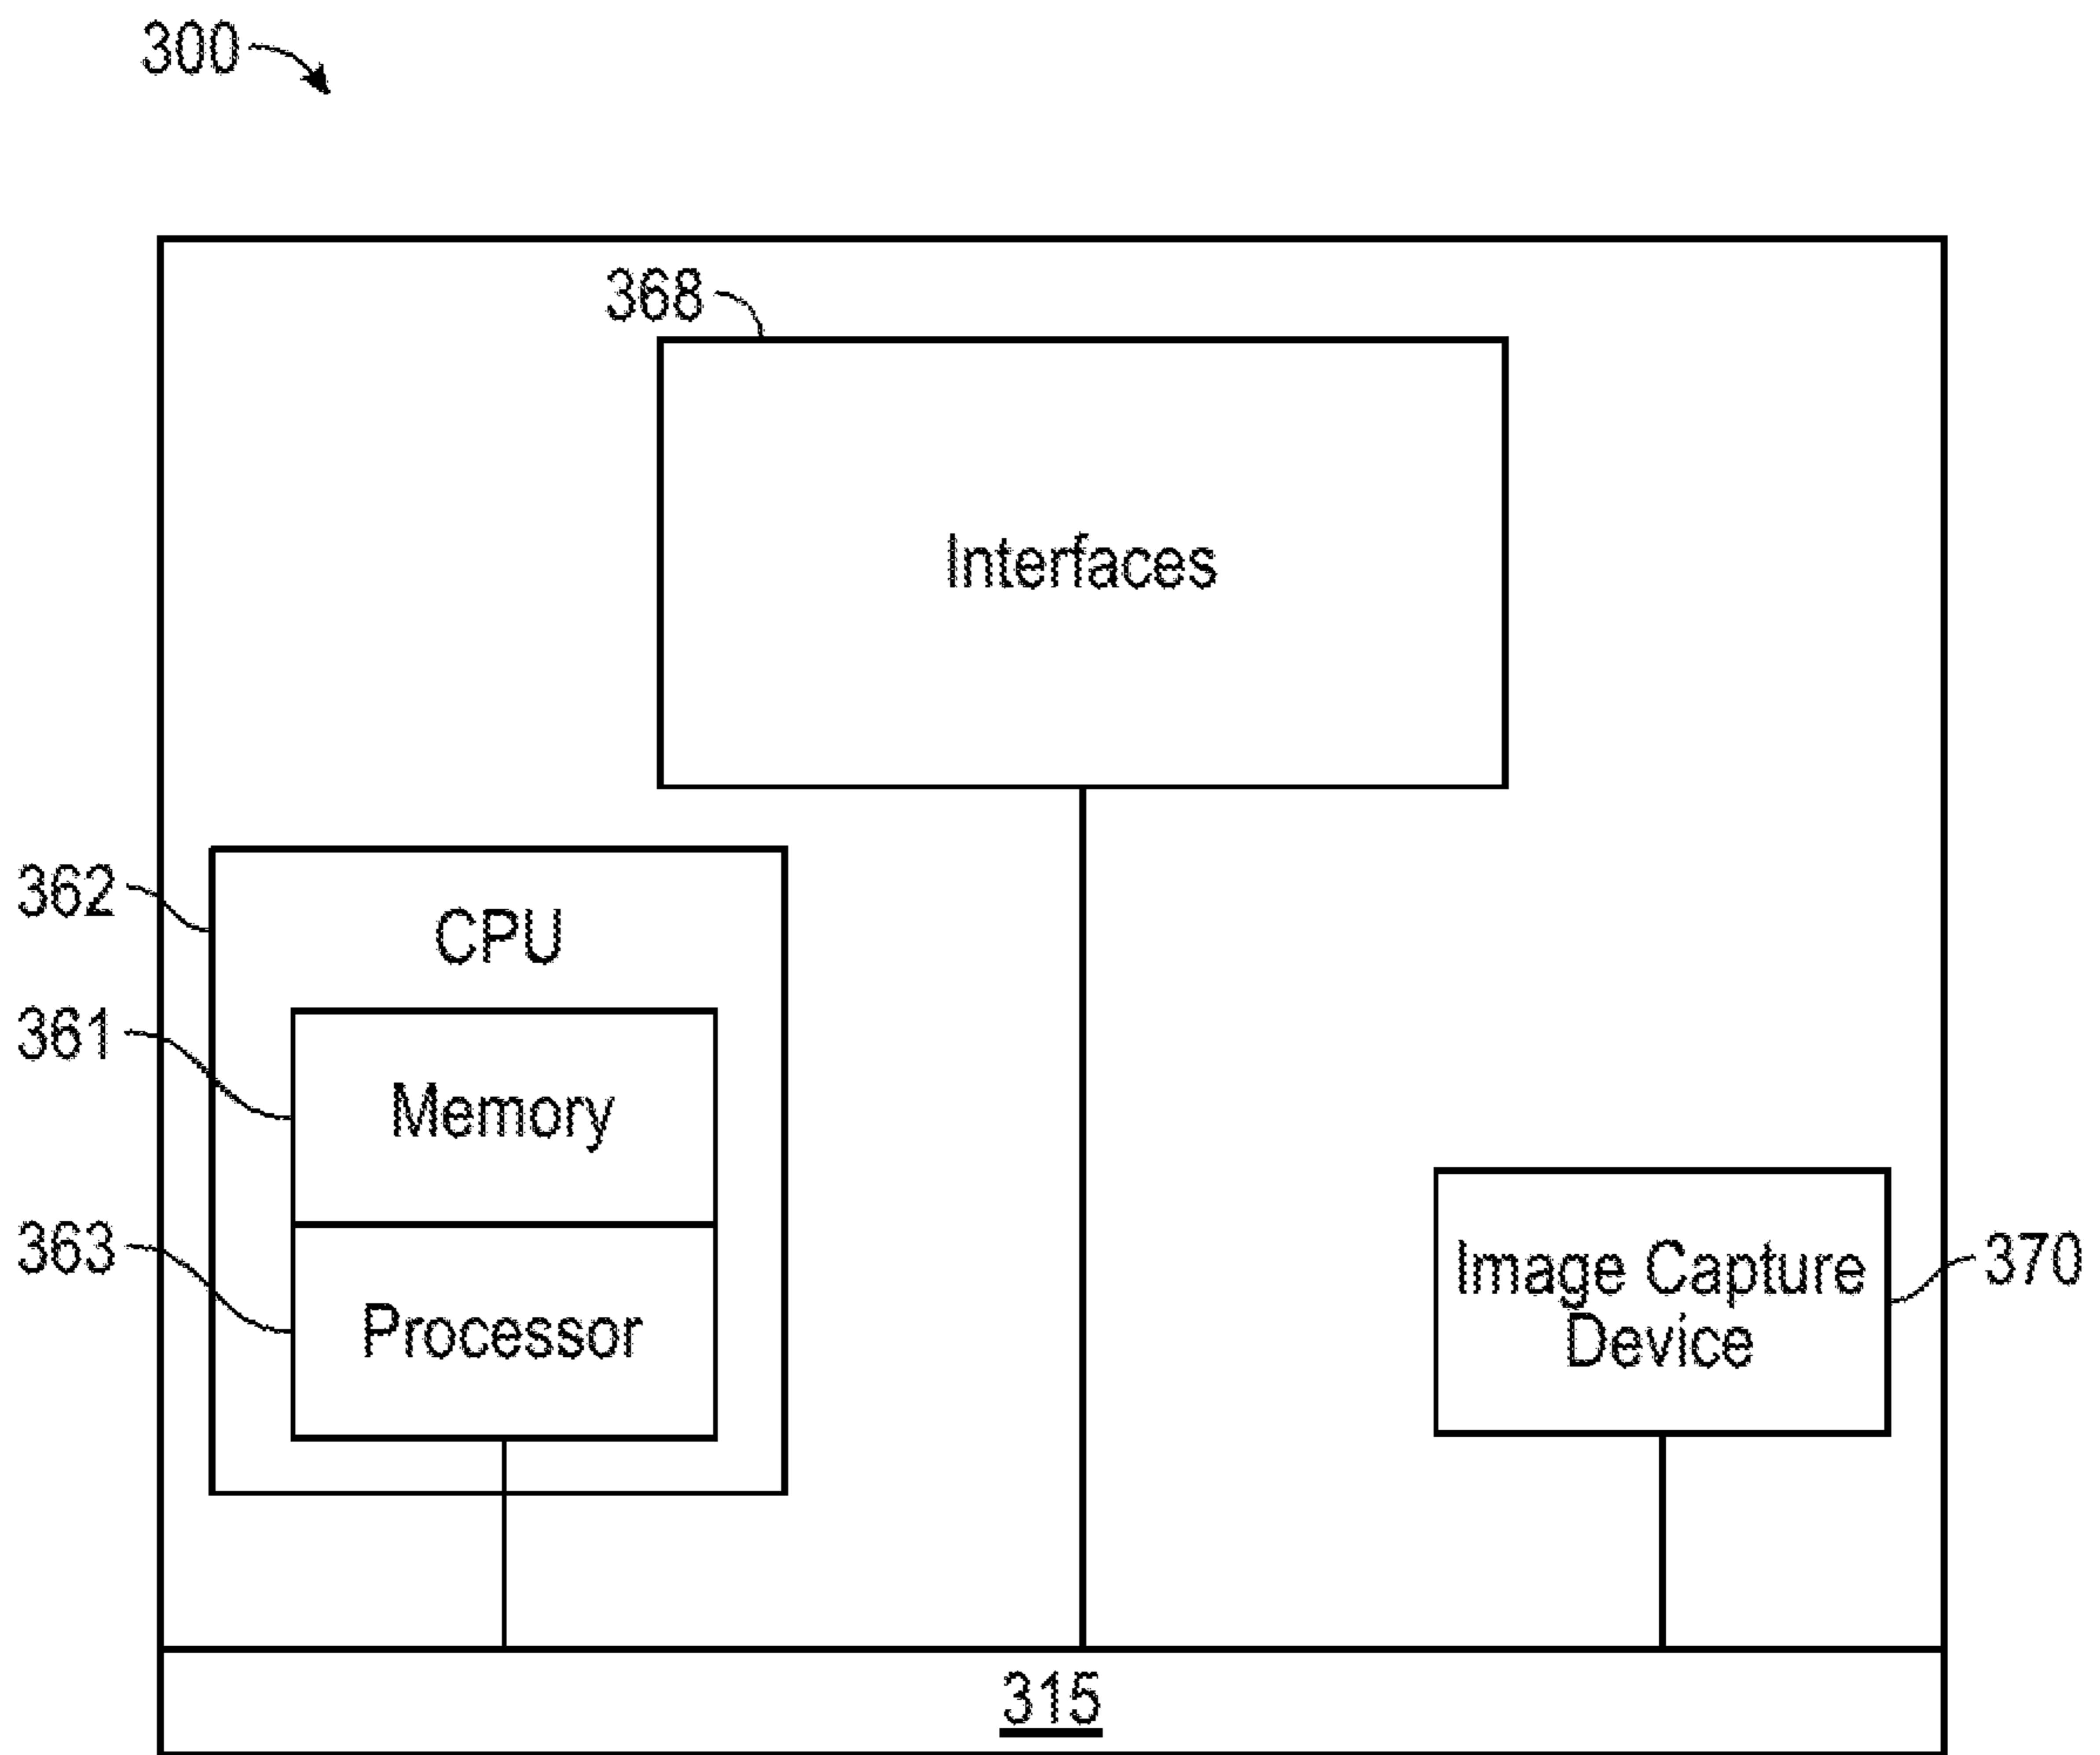 300
368
Interfaces
362
CPU
361
Memory
363
Processor
Image Capture
Device
370
315